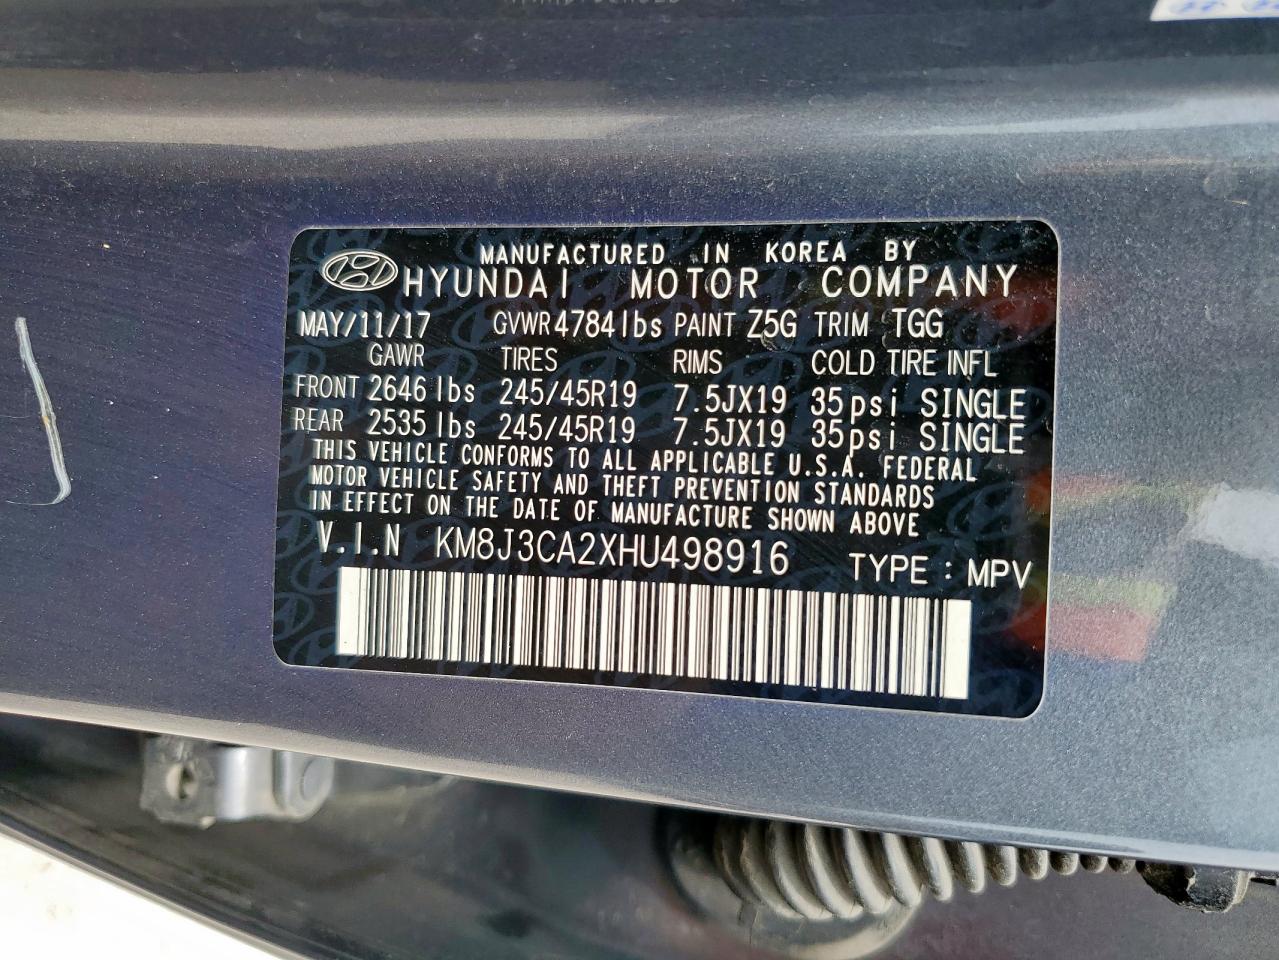 MANUFACTURED IN KOREA BY
HYUNDAI MOTOR COMPANY
MAY/11/17 GVWR 4784lbs PAINT Z5G TRIM TGG
GAWR TIRES RIMS COLD TIRE INFL
FRONT 2646 lbs 245/45R19 7.5JX19 35psi SINGLE
REAR 2535 lbs 245/45R19 7.5JX19 35psi SINGLE
THIS VEHICLE CONFORMS TO ALL APPLICABLE U.S.A. FEDERAL
MOTOR VEHICLE SAFETY AND THEFT PREVENTION STANDARDS
IN EFFECT ON THE DATE OF MANUFACTURE SHOWN ABOVE
V.I.N KM8J3CA2XHU498916 TYPE : MPV